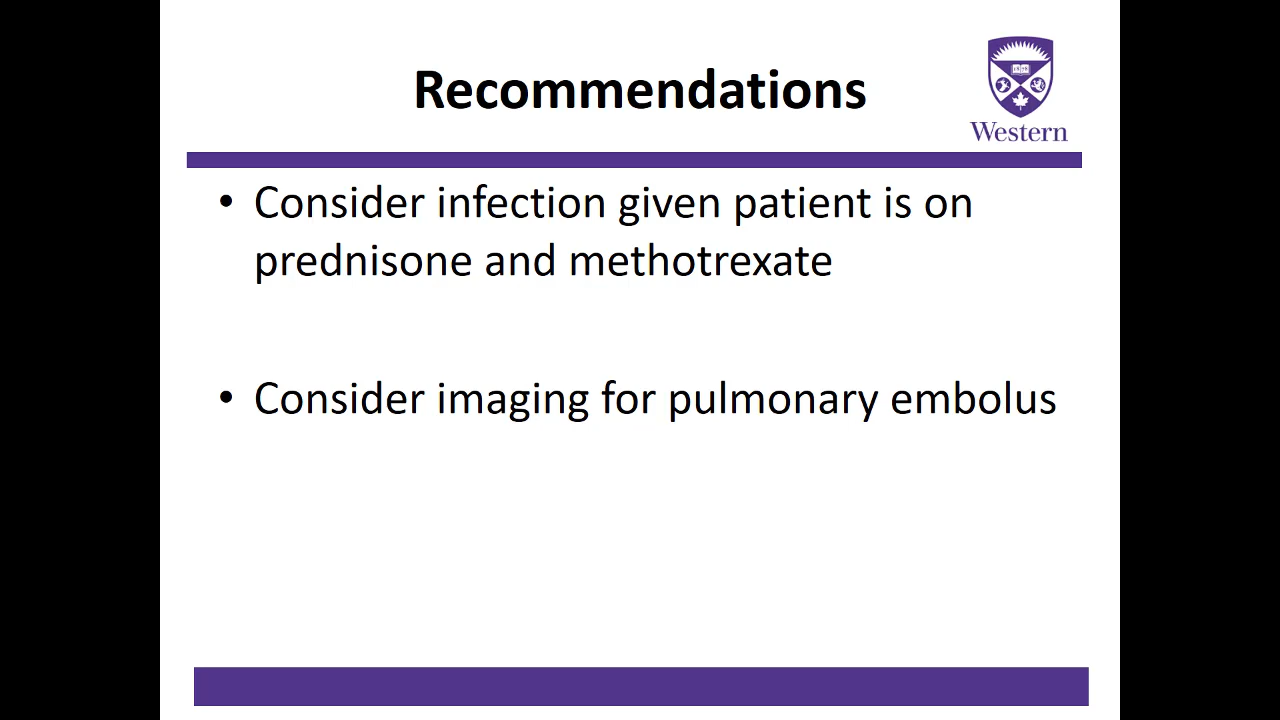 Recommendations
Western
• Consider infection given patient is on
prednisone and methotrexate
• Consider imaging for pulmonary embolus